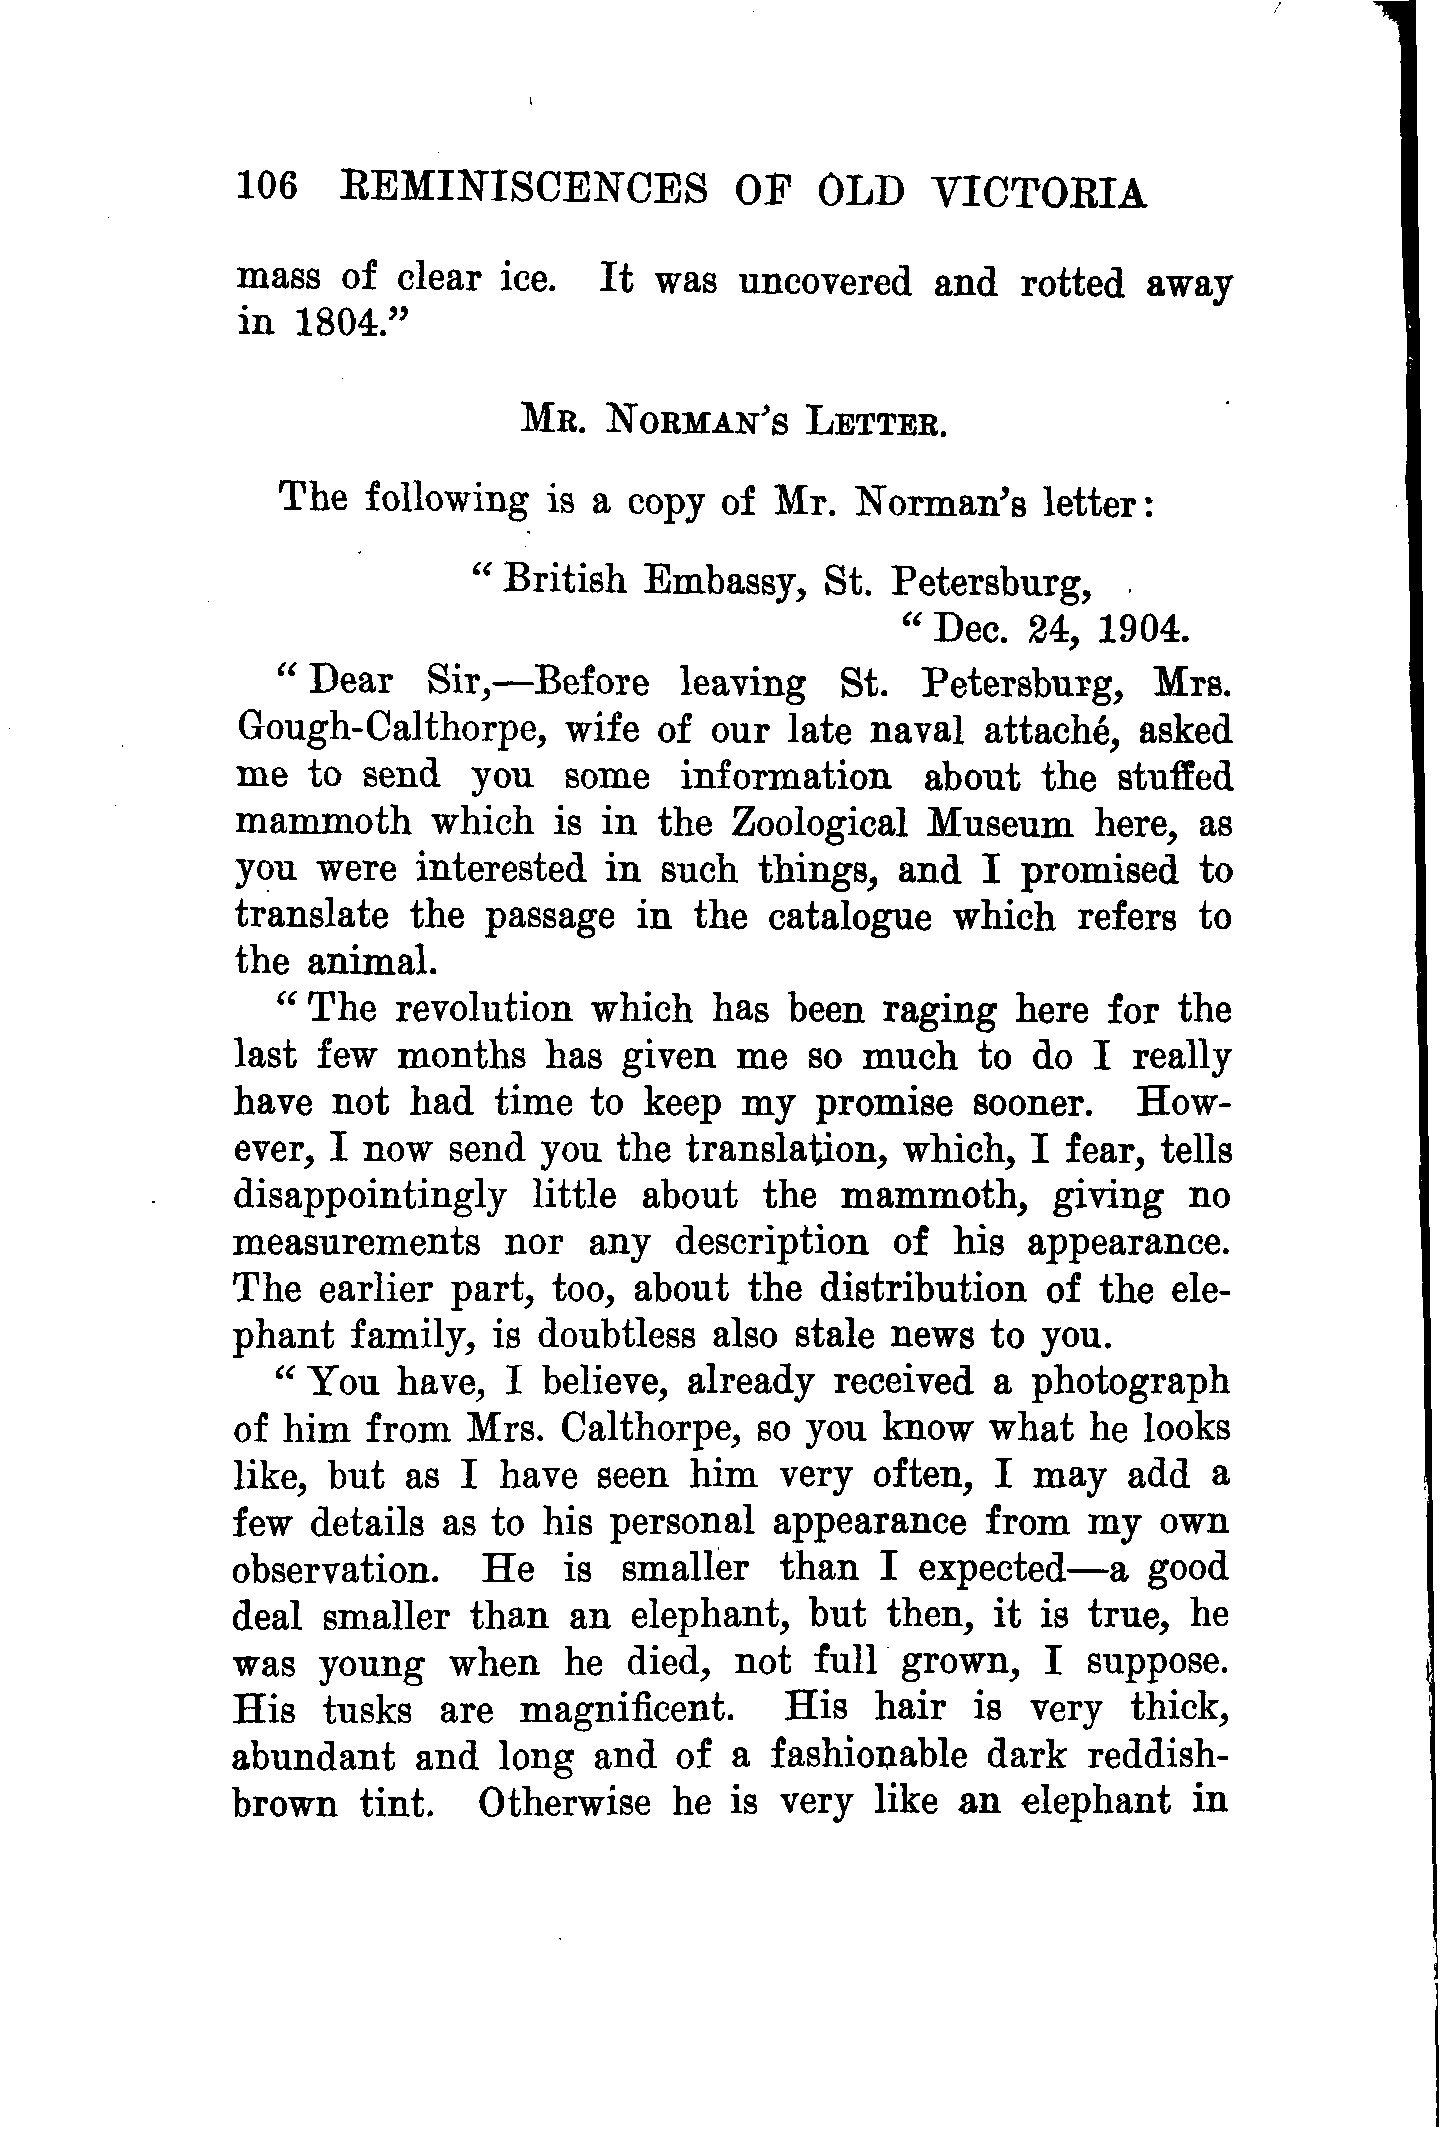 106 REMINISCENCES OF OLD VICTORIA
mass of clear ice. It was uncovered and rotted away
in 1804.”
MR. NORMAN’S LETTER.
The following is a copy of Mr. Norman’s letter:
“British Embassy, St. Petersburg,
“Dec. 24, 1904.
“Dear Sir,—Before leaving St. Petersburg, Mrs.
Gough-Calthorpe, wife of our late naval attaché, asked
me to send you some information about the stuffed
mammoth which is in the Zoological Museum here, as
you were interested in such things, and I promised to
translate the passage in the catalogue which refers to
the animal.
“The revolution which has been raging here for the
last few months has given me so much to do I really
have not had time to keep my promise sooner. How-
ever, I now send you the translation, which, I fear, tells
disappointingly little about the mammoth, giving no
measurements nor any description of his appearance.
The earlier part, too, about the distribution of the ele-
phant family, is doubtless also stale news to you.
“You have, I believe, already received a photograph
of him from Mrs. Calthorpe, so you know what he looks
like, but as I have seen him very often, I may add a
few details as to his personal appearance from my own
observation. He is smaller than I expected—a good
deal smaller than an elephant, but then, it is true, he
was young when he died, not full grown, I suppose.
His tusks are magnificent. His hair is very thick,
abundant and long and of a fashionable dark reddish-
brown tint. Otherwise he is very like an elephant in